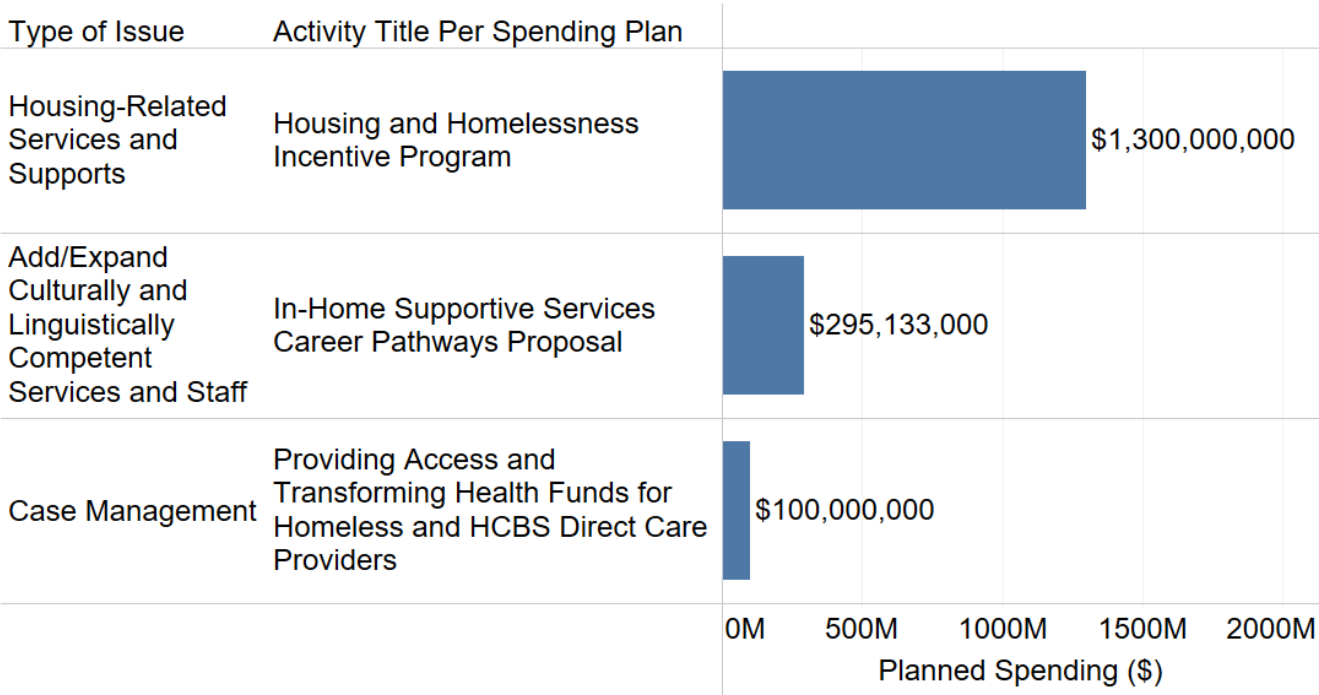 Type of Issue
Activity Title Per Spending Plan
Housing-Related
Services and
Supports
Housing and Homelessness
Incentive Program
$1,300,000,000
Add/Expand
Culturally and
Linguistically
Competent
Services and Staff
In-Home Supportive Services
Career Pathways Proposal
$295,133,000
Case Management
Providing Access and
Transforming Health Funds for
Homeless and HCBS Direct Care
Providers
$100,000,000
0M 500M 1000M 1500M 2000M
Planned Spending ($)